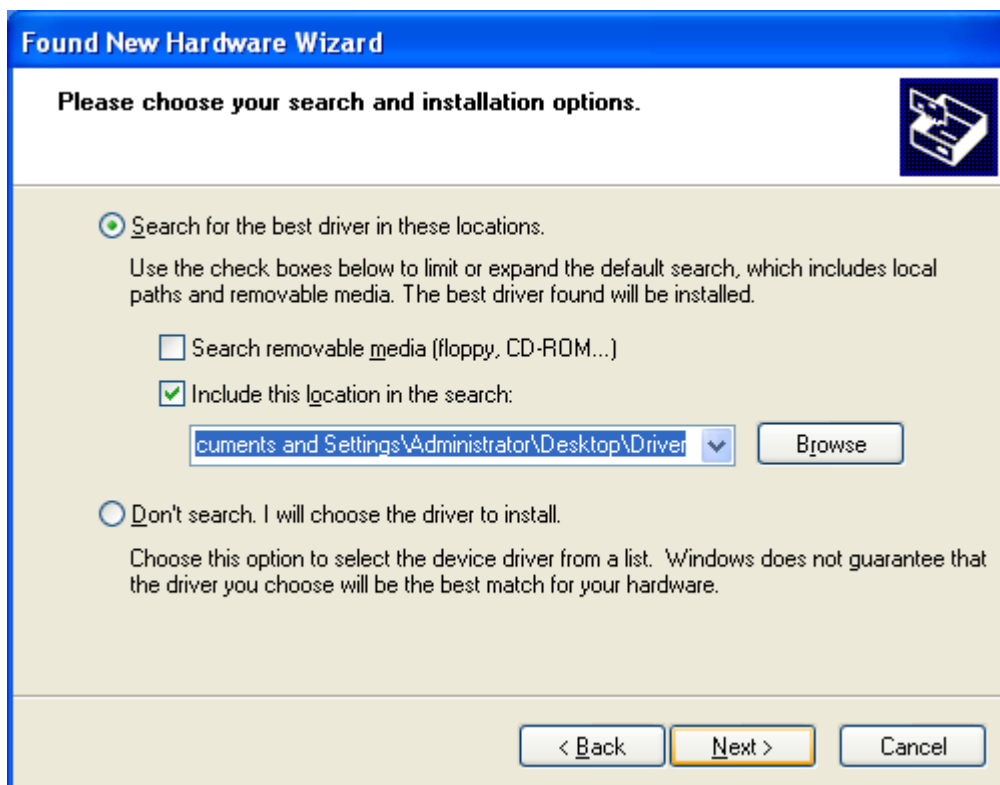 Found New Hardware Wizard
Please choose your search and installation options.
Search for the best driver in these locations.
Use the check boxes below to limit or expand the default search, which includes local
paths and removable media. The best driver found will be installed.
Search removable media (floppy, CD-ROM...)
Include this location in the search:
cuments and Settings\Administrator\Desktop\Driver
Browse
Don't search. I will choose the driver to install.
Choose this option to select the device driver from a list. Windows does not guarantee that
the driver you choose will be the best match for your hardware.
< Back
Next >
Cancel